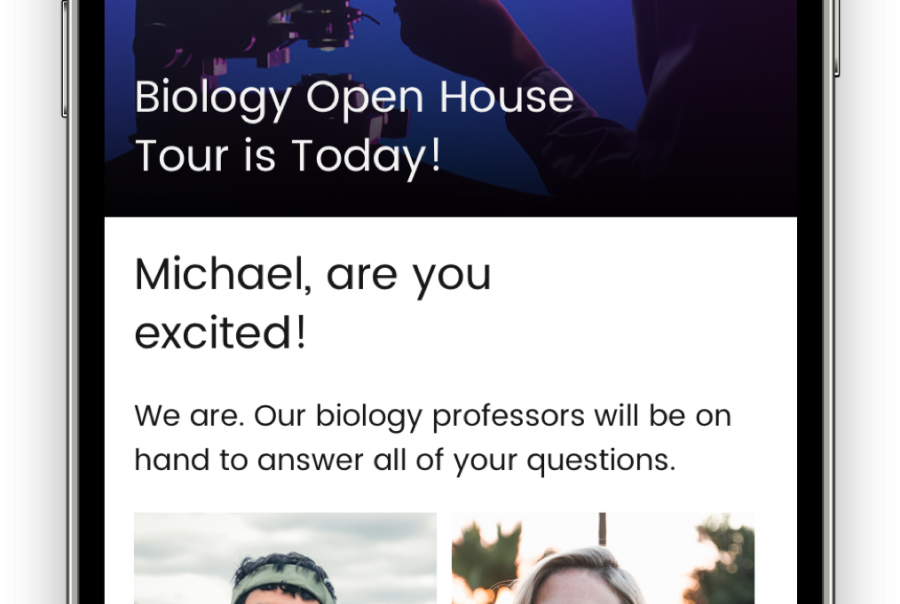 Biology Open House
Tour is Today!
Michael, are you
excited!
We are. Our biology professors will be on
hand to answer all of your questions.